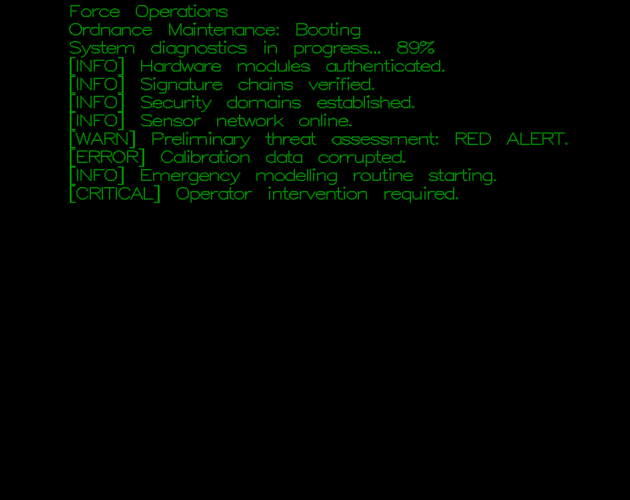 Force Operations
Ordnance Maintenance: Booting
System diagnostics in progress... 89%
[INFO] Hardware modules authenticated.
[INFO] Signature chains verified.
[INFO] Security domains established.
[INFO] Sensor network online.
[WARN] Preliminary threat assessment: RED ALERT.
[ERROR] Calibration data corrupted.
[INFO] Emergency modelling routine starting.
[CRITICAL] Operator intervention required.